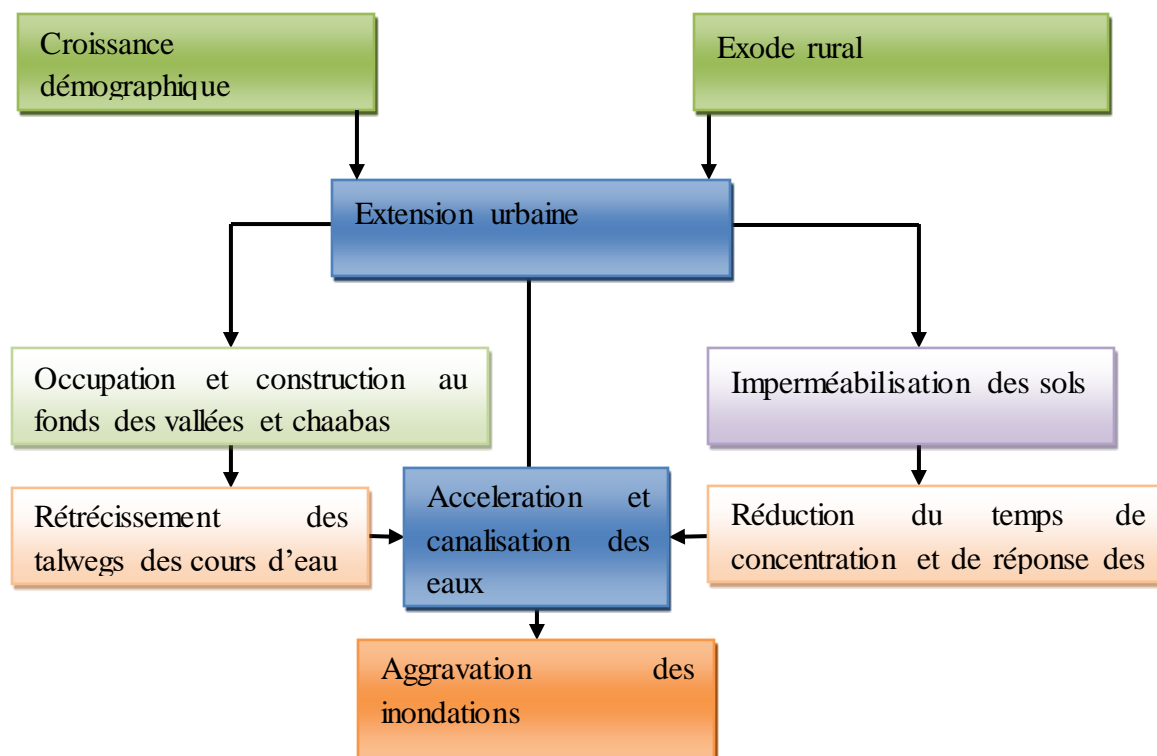 Croissance
démographique
Exode rural
Extension urbaine
Occupation et construction au
fonds des vallées et chaabas
Imperméabilisation des sols
Rétrécissement des
talwegs des cours d’eau
Acceleration et
canalisation des
eaux
Réduction du temps de
concentration et de réponse des
Aggravation des
inondations